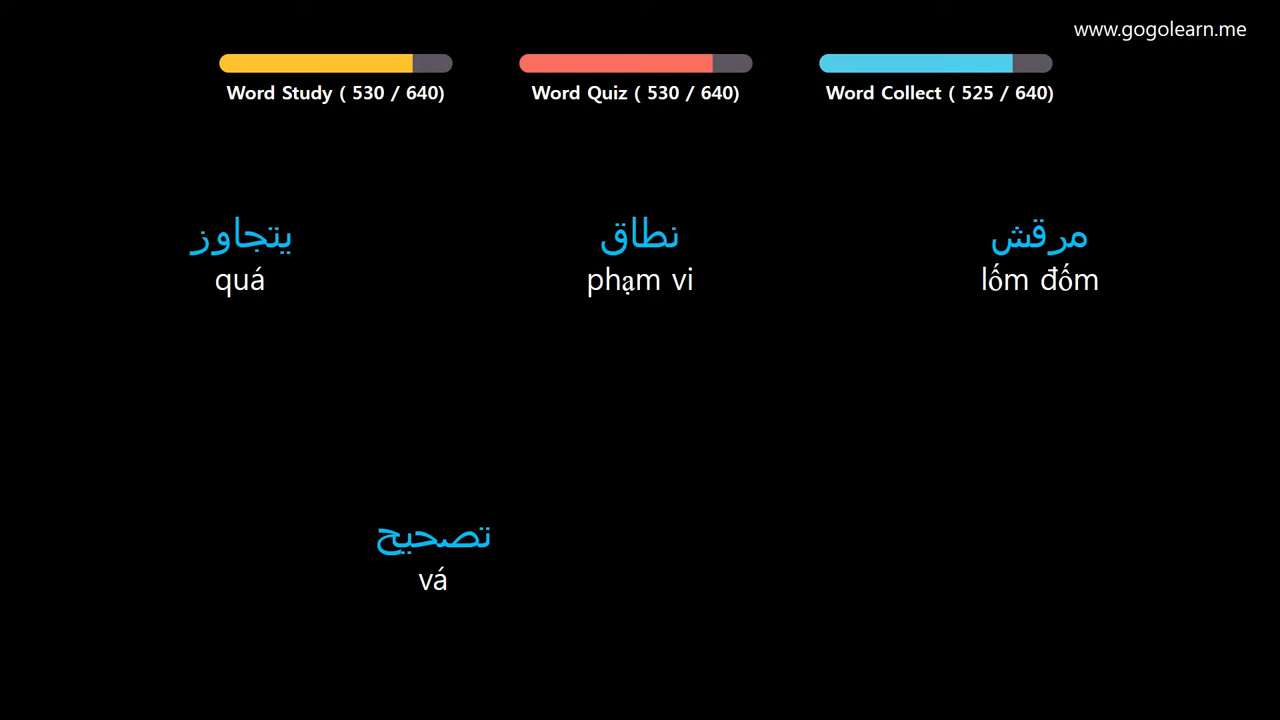 www.gogolearn.me
Word Study ( 530 / 640)
Word Quiz ( 530 / 640)
Word Collect ( 525 / 640)
يتجاوز
quá
نطاق
phạm vi
مرقش
lốm đốm
تصحيح
vá